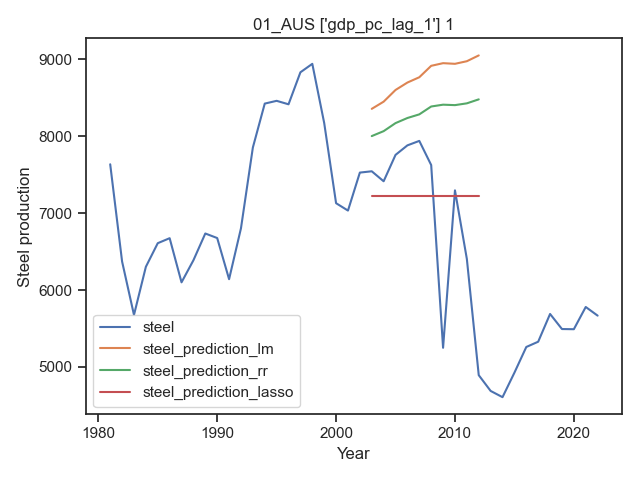 01_AUS ['gdp_pc_lag_1'] 1
Steel production
9000
8000
7000
6000
5000
steel
steel_prediction_lm
steel_prediction_rr
steel_prediction_lasso
1980
1990
2000
2010
2020
Year